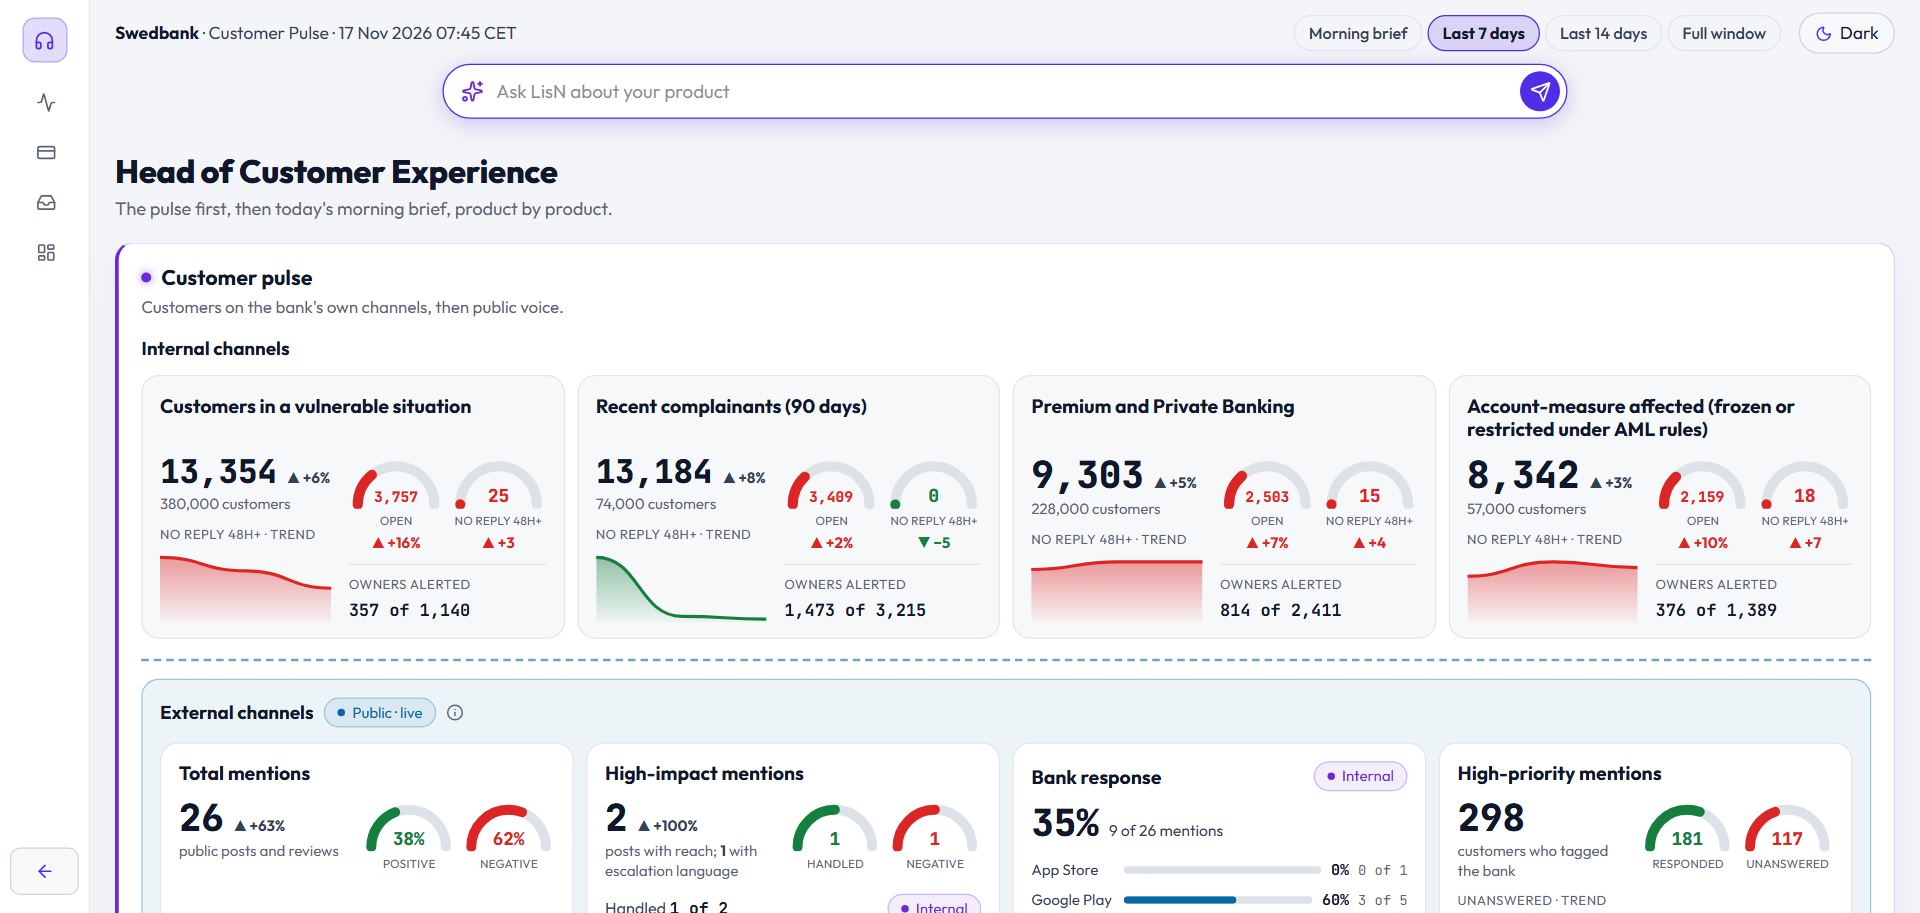 Swedbank · Customer Pulse · 17 Nov 2026 07:45 CET
Morning brief
Last 7 days
Last 14 days
Full window
Dark
Ask LisN about your product
Head of Customer Experience
The pulse first, then today's morning brief, product by product.
Customer pulse
Customers on the bank's own channels, then public voice.
Internal channels
Customers in a vulnerable situation
13,354 ▲ +6%
380,000 customers
NO REPLY 48H+ · TREND
3,757
OPEN
▲ +16%
25
NO REPLY 48H+
▲ +3
OWNERS ALERTED
357 of 1,140
Recent complainants (90 days)
13,184 ▲ +8%
74,000 customers
NO REPLY 48H+ · TREND
3,409
OPEN
▲ +2%
0
NO REPLY 48H+
▼ −5
OWNERS ALERTED
1,473 of 3,215
Premium and Private Banking
9,303 ▲ +5%
228,000 customers
NO REPLY 48H+ · TREND
2,503
OPEN
▲ +7%
15
NO REPLY 48H+
▲ +4
OWNERS ALERTED
814 of 2,411
Account-measure affected (frozen or
restricted under AML rules)
8,342 ▲ +3%
57,000 customers
NO REPLY 48H+ · TREND
2,159
OPEN
▲ +10%
18
NO REPLY 48H+
▲ +7
OWNERS ALERTED
376 of 1,389
External channels
Public · live
Total mentions
26 ▲ +63%
public posts and reviews
38%
POSITIVE
62%
NEGATIVE
High-impact mentions
2 ▲ +100%
posts with reach; 1 with
escalation language
1
HANDLED
1
NEGATIVE
Handled 1 of 2
Internal
Bank response
Internal
35% 9 of 26 mentions
App Store 0% 0 of 1
Google Play 60% 3 of 5
High-priority mentions
298
customers who tagged
the bank
181
RESPONDED
117
UNANSWERED
UNANSWERED · TREND